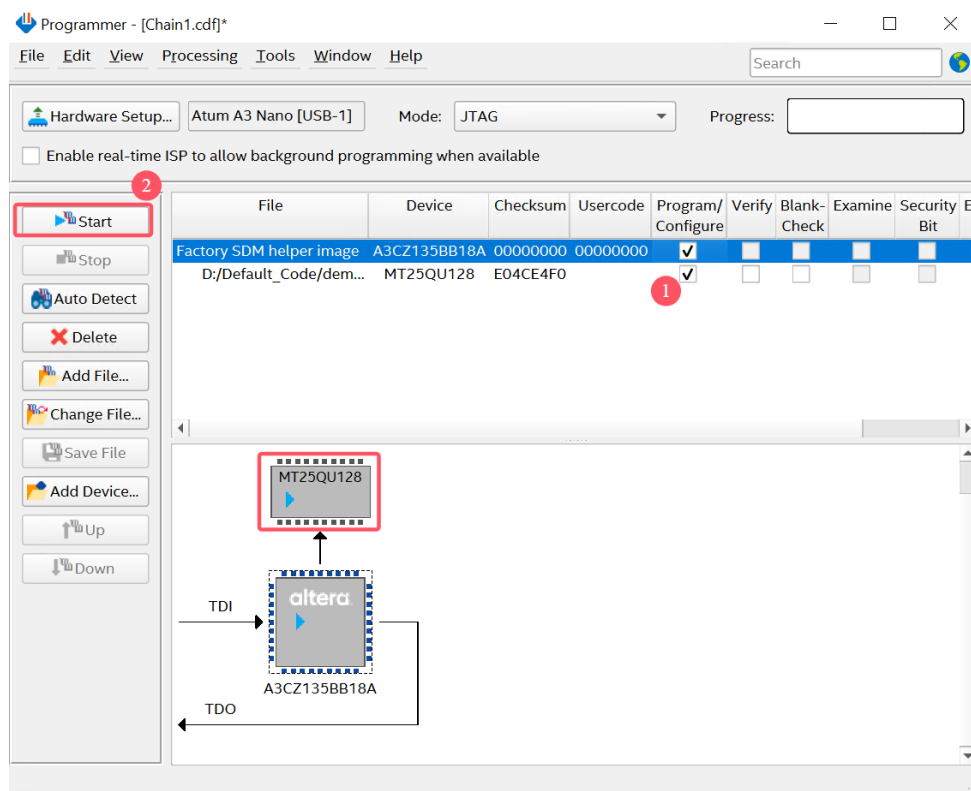 Programmer - [Chain1.cdf]*
File Edit View Processing Tools Window Help
Search
Hardware Setup... Atum A3 Nano [USB-1] Mode: JTAG Progress:
Enable real-time ISP to allow background programming when available
2
Start
Stop
Auto Detect
Delete
Add File...
Change File...
Save File
Add Device...
Up
Down
File Device Checksum Usercode Program/ Verify Blank- Examine Security E
Configure Check Bit
Factory SDM helper image A3CZ135BB18A 00000000 00000000
D:/Default_Code/dem... MT25QU128 E04CE4F0
1
MT25QU128
altera
TDI
A3CZ135BB18A
TDO